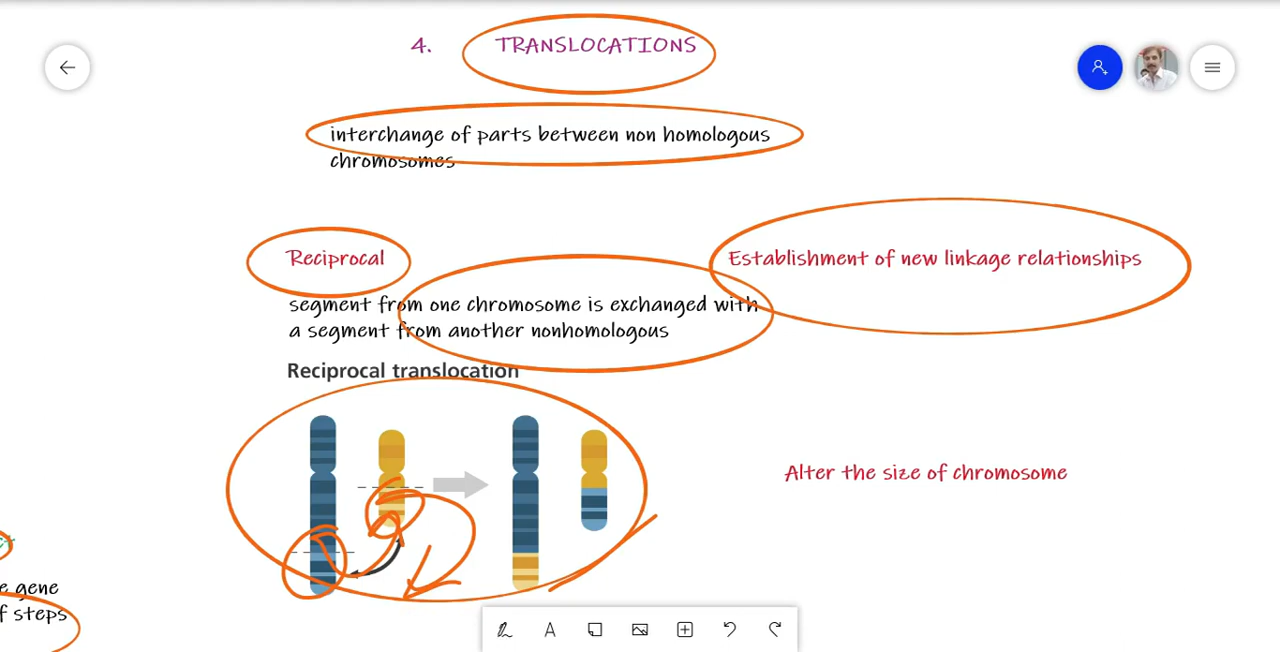 4. TRANSLOCATIONS
interchange of parts between non homologous
chromosomes
Reciprocal
Establishment of new linkage relationships
segment from one chromosome is exchanged with
a segment from another nonhomologous
Reciprocal translocation
Alter the size of chromosome
e gene
f steps
A